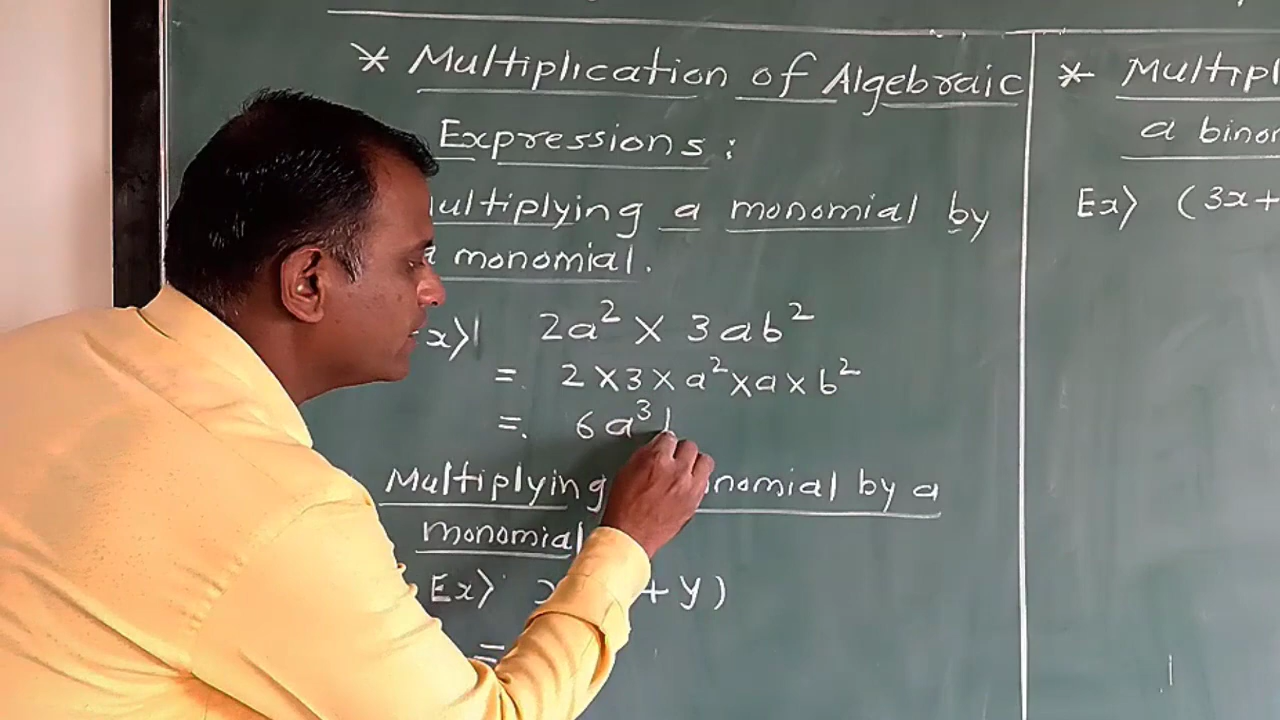 * Multiplication of Algebraic
Expressions:
ultiplying a monomial by
a monomial.
x> 2a² × 3ab²
= 2×3×a²×a×b²
= 6a³
Multiplying nomial by a
monomial
Ex> + y)
=
* Multipl
a binom
Ex> (3x+